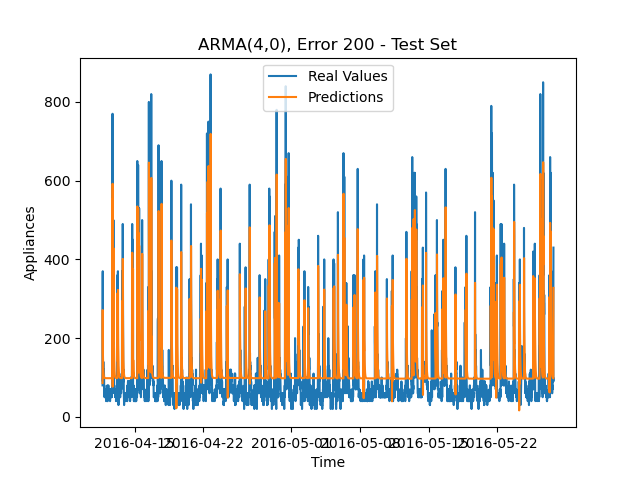 ARMA(4,0), Error 200 - Test Set
Real Values
Predictions
800
600
400
200
0
Appliances
2016-04-15
2016-04-22
2016-05-01
2016-05-08
2016-05-15
2016-05-22
Time